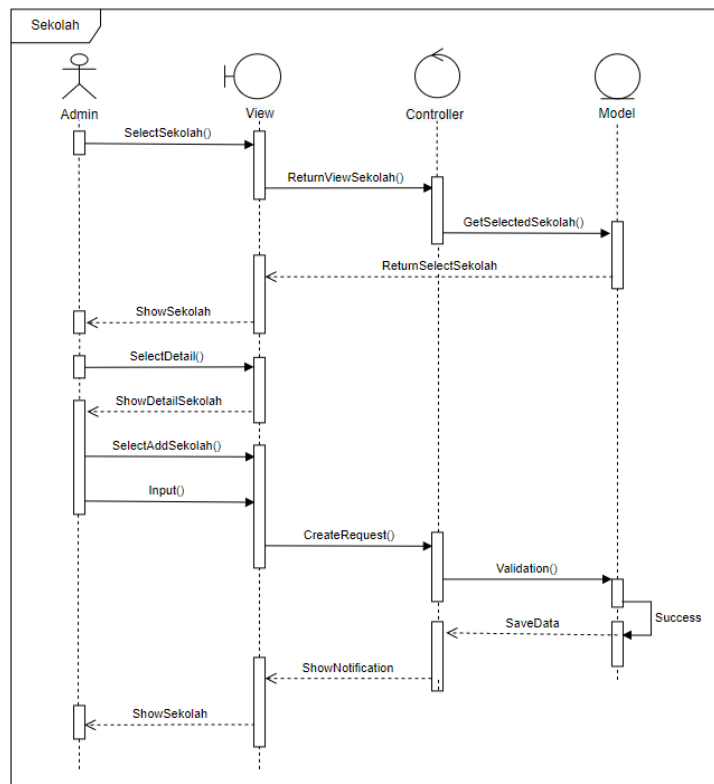 Sekolah
Admin
View
Controller
Model
SelectSekolah()
ReturnViewSekolah()
GetSelectedSekolah()
ReturnSelectSekolah
ShowSekolah
SelectDetail()
ShowDetailSekolah
SelectAddSekolah()
Input()
CreateRequest()
Validation()
Success
SaveData
ShowNotification
ShowSekolah